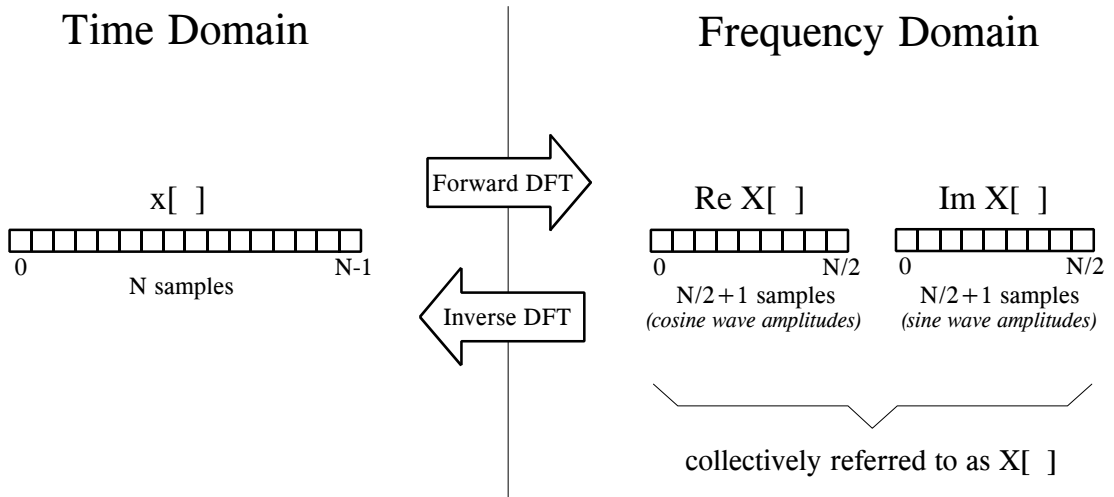 Time Domain
Frequency Domain
Forward DFT
x[ ]
0
N-1
N samples
Inverse DFT
Re X[ ]
0
N/2
N/2+1 samples
(cosine wave amplitudes)
Im X[ ]
0
N/2
N/2+1 samples
(sine wave amplitudes)
collectively referred to as X[ ]